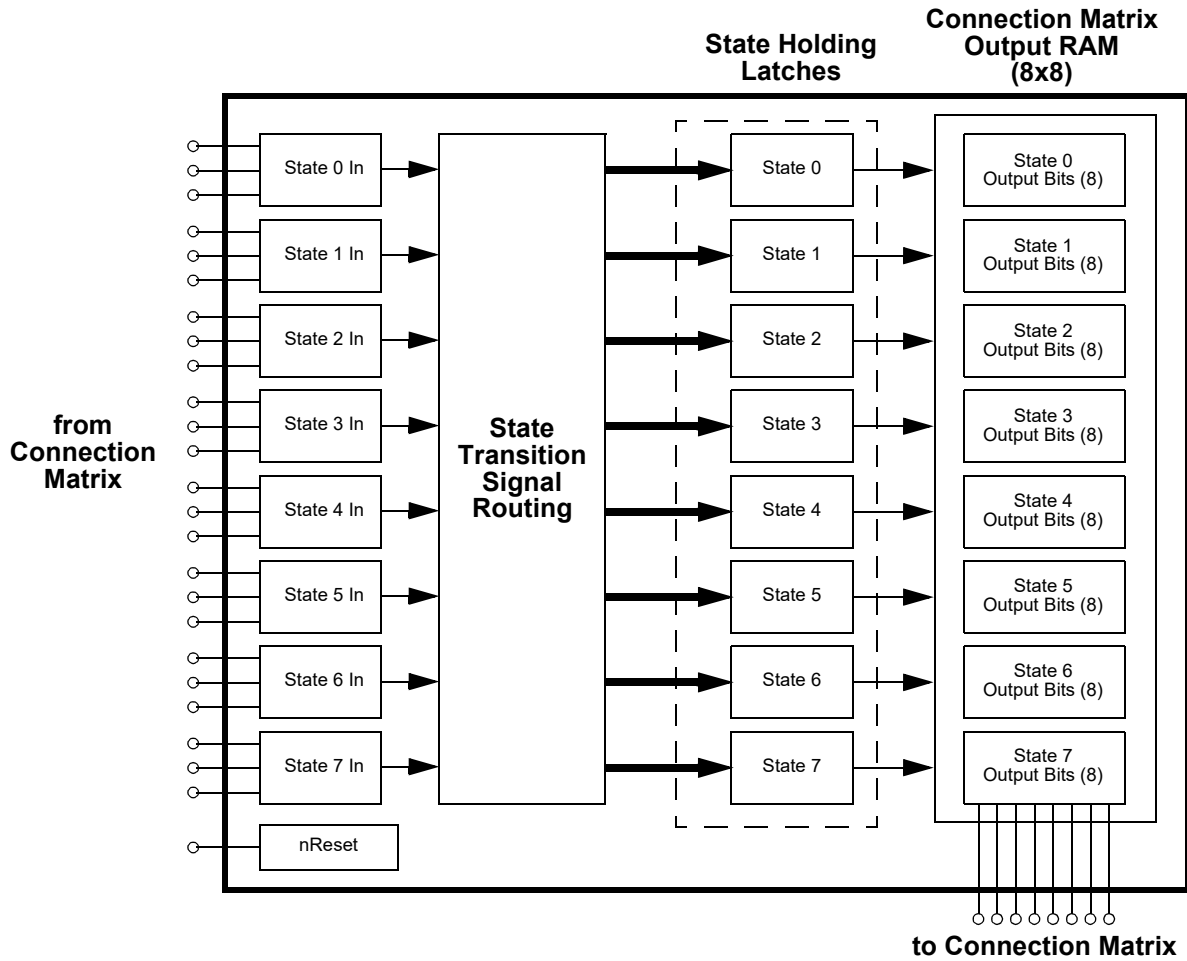 Connection Matrix
Output RAM
(8x8)
State Holding
Latches
from
Connection
Matrix
State 0 In
State 1 In
State 2 In
State 3 In
State 4 In
State 5 In
State 6 In
State 7 In
nReset
State
Transition
Signal
Routing
State 0
State 1
State 2
State 3
State 4
State 5
State 6
State 7
State 0
Output Bits (8)
State 1
Output Bits (8)
State 2
Output Bits (8)
State 3
Output Bits (8)
State 4
Output Bits (8)
State 5
Output Bits (8)
State 6
Output Bits (8)
State 7
Output Bits (8)
to Connection Matrix